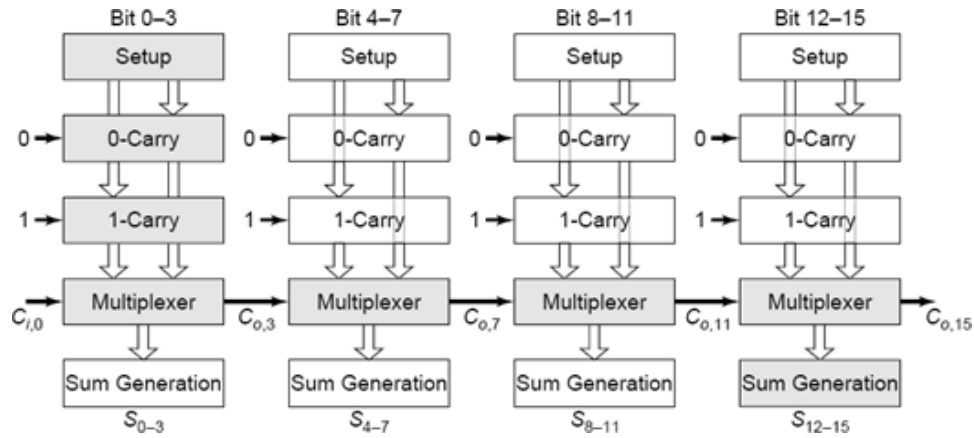 Bit 0–3 Bit 4–7 Bit 8–11 Bit 12–15
Setup Setup Setup Setup
0 0-Carry 0 0-Carry 0 0-Carry 0 0-Carry
1 1-Carry 1 1-Carry 1 1-Carry 1 1-Carry
Multiplexer Multiplexer Multiplexer Multiplexer
Ci,0 Co,3 Co,7 Co,11 Co,15
Sum Generation Sum Generation Sum Generation Sum Generation
S0–3 S4–7 S8–11 S12–15